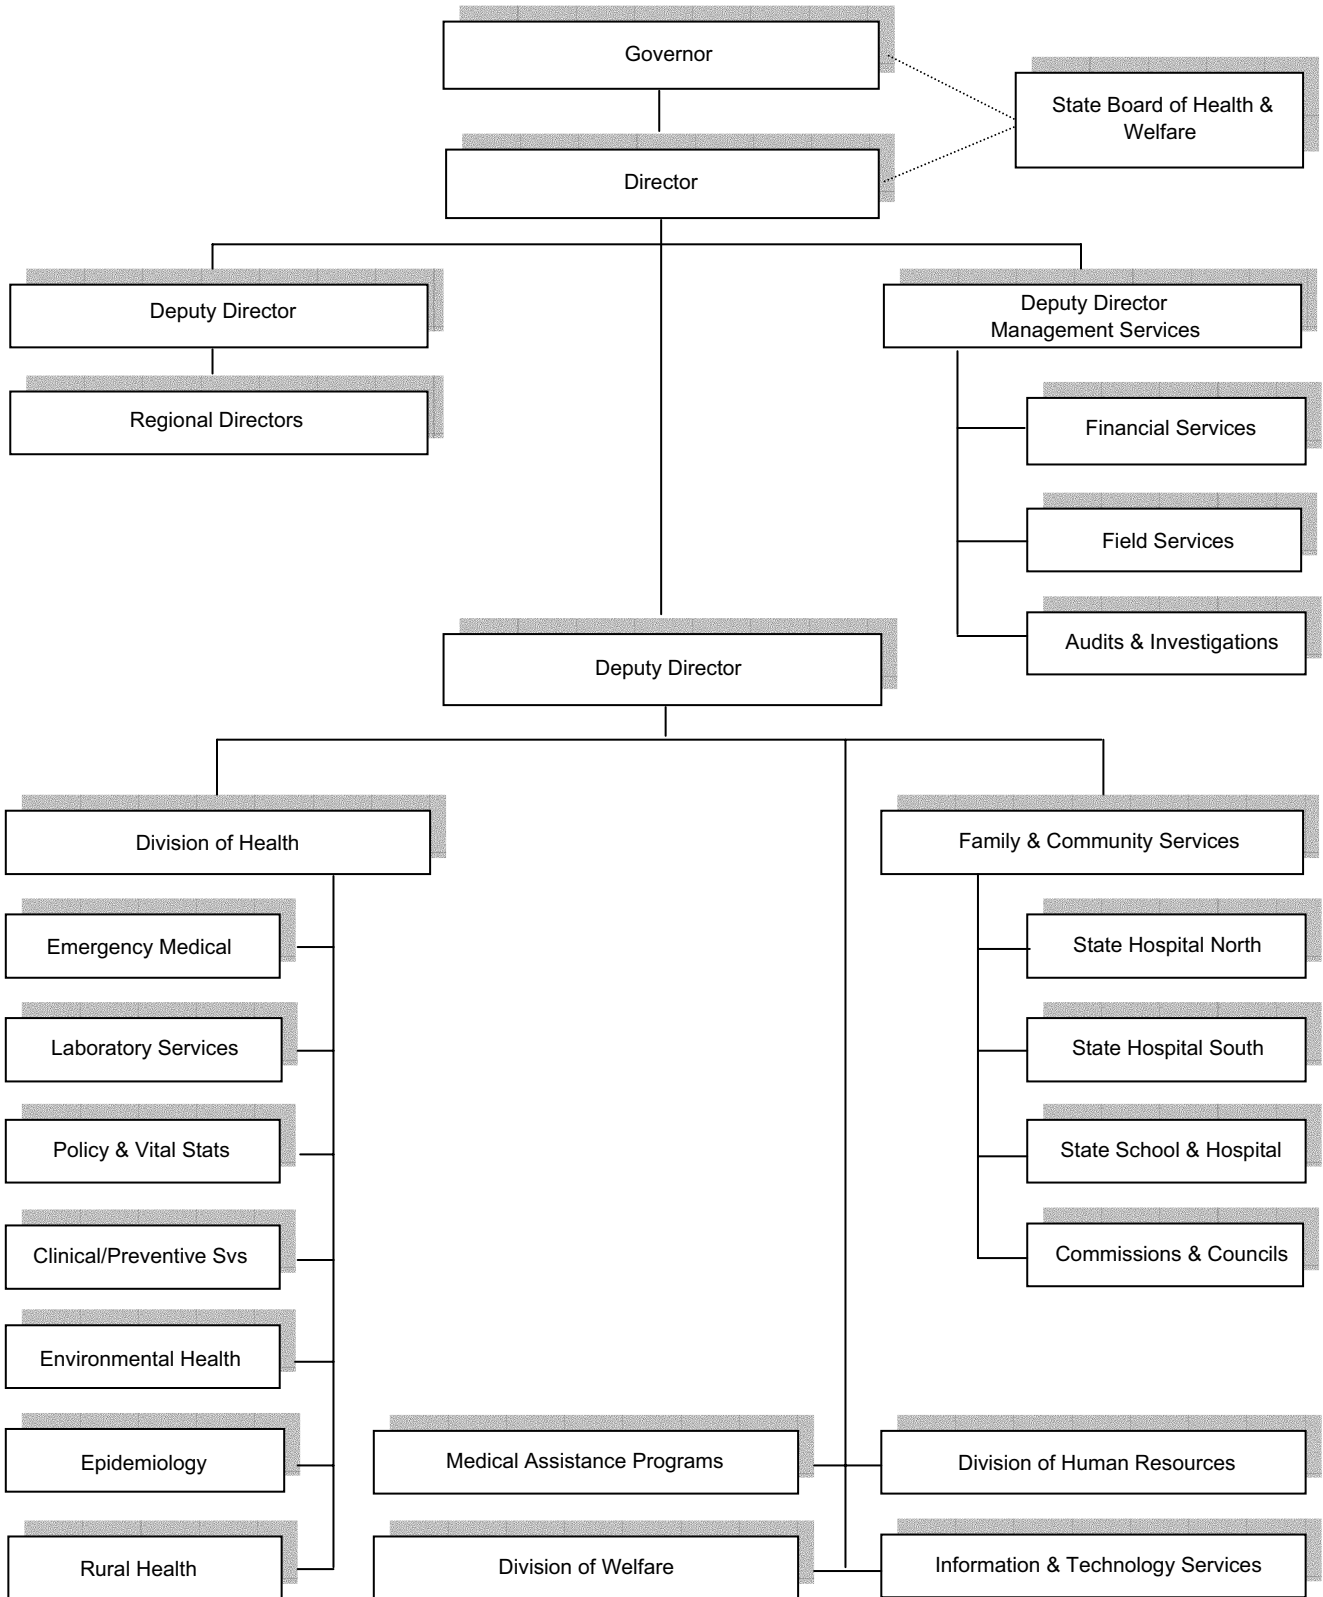 Governor
State Board of Health &
Welfare
Director
Deputy Director
Deputy Director
Management Services
Regional Directors
Financial Services
Field Services
Audits & Investigations
Deputy Director
Division of Health
Family & Community Services
Emergency Medical
State Hospital North
Laboratory Services
State Hospital South
Policy & Vital Stats
State School & Hospital
Clinical/Preventive Svs
Commissions & Councils
Environmental Health
Epidemiology
Medical Assistance Programs
Division of Human Resources
Rural Health
Division of Welfare
Information & Technology Services